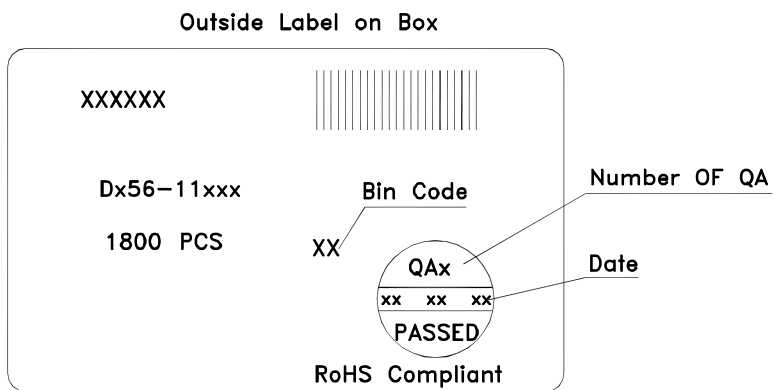 Outside Label on Box
XXXXXX
Dx56-11xxx
Bin Code
Number OF QA
1800 PCS
XX
QAx
Date
xx xx xx
PASSED
RoHS Compliant